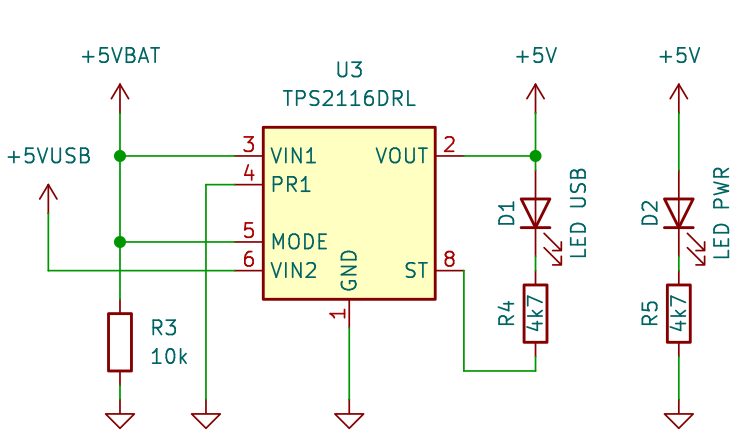 +5VBAT
+5V
+5V
U3
TPS2116DRL
+5VUSB
3
VIN1
VOUT
2
4
PR1
5
MODE
6
VIN2
ST
8
GND
1
D1
LED USB
D2
LED PWR
R3
10k
R4
4k7
R5
4k7